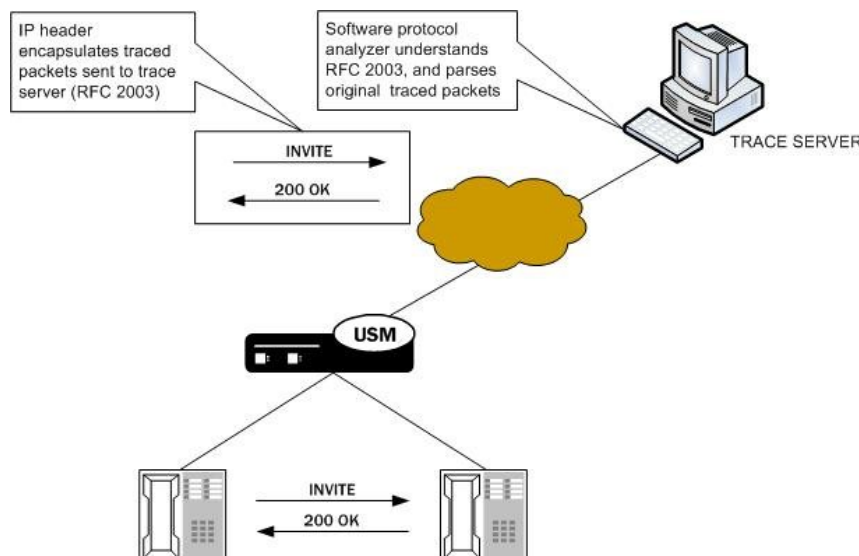 IP header
encapsulates traced
packets sent to trace
server (RFC 2003)
Software protocol
analyzer understands
RFC 2003, and parses
original traced packets
TRACE SERVER
INVITE
200 OK
USM
INVITE
200 OK